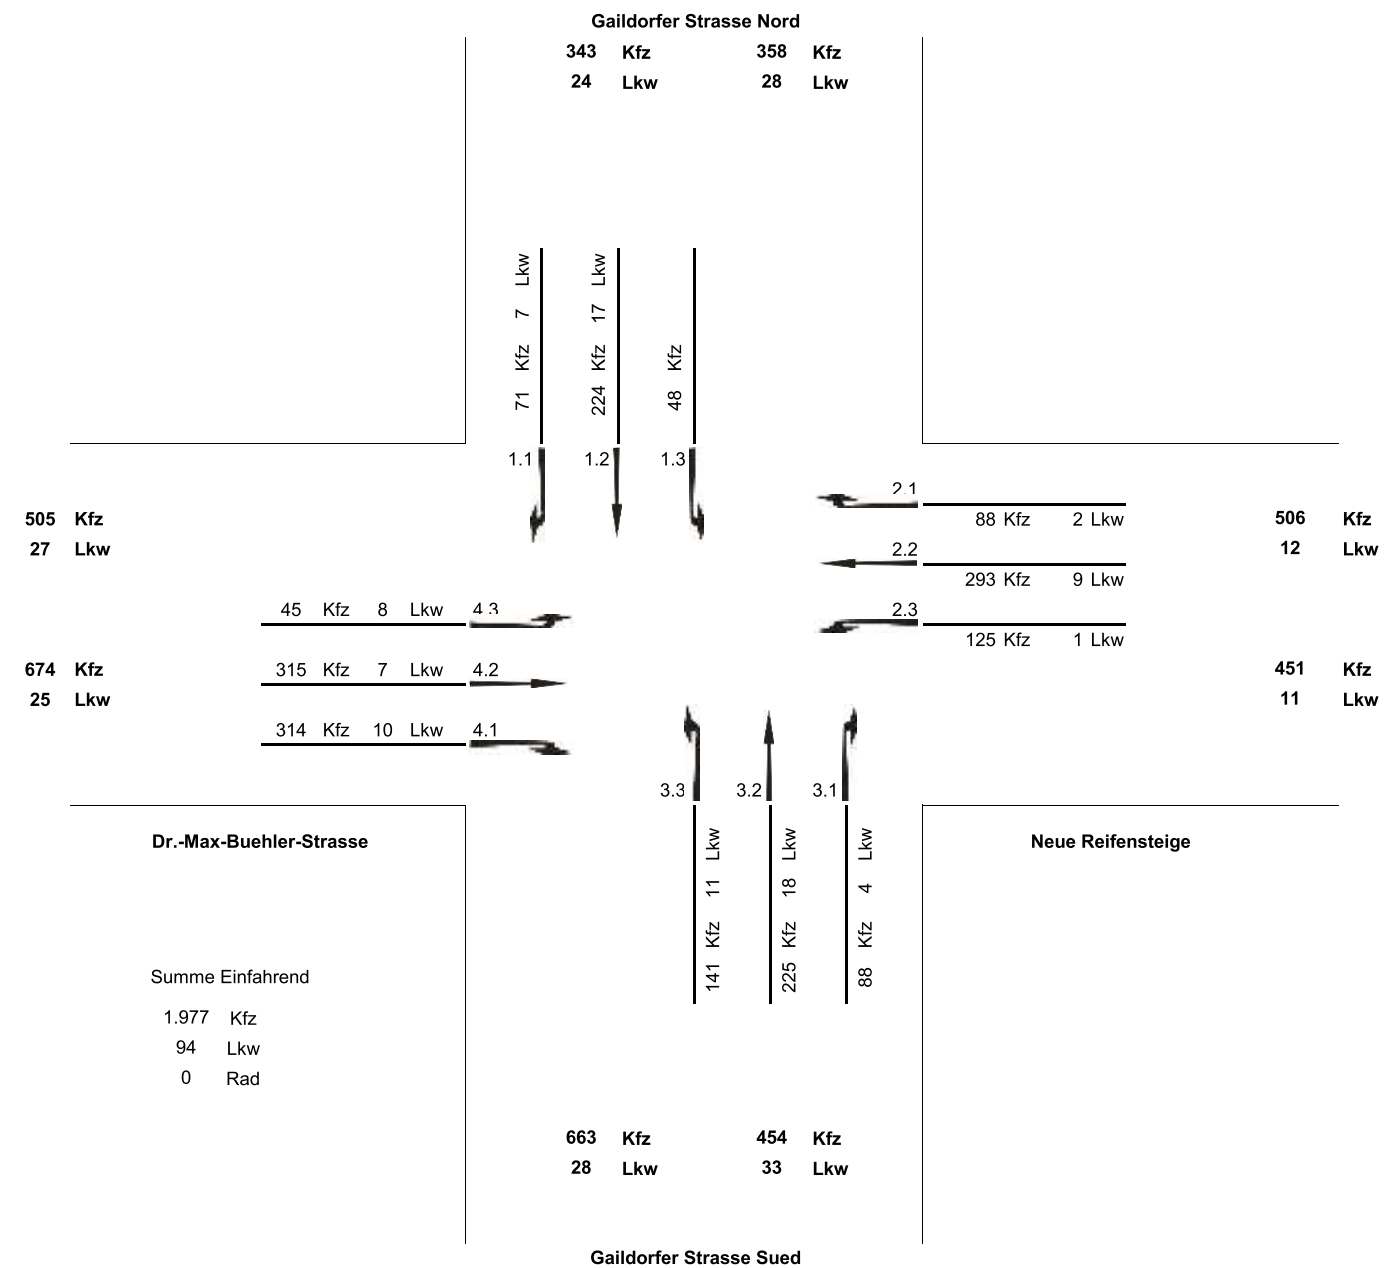 Gaildorfer Strasse Nord
343 Kfz 358 Kfz
24 Lkw 28 Lkw
71 Kfz 7 Lkw
224 Kfz 17 Lkw
48 Kfz
1.1 1.2 1.3
2.1
88 Kfz 2 Lkw
505 Kfz
27 Lkw
506 Kfz
12 Lkw
2.2
293 Kfz 9 Lkw
45 Kfz 8 Lkw 4.3
2.3
125 Kfz 1 Lkw
674 Kfz
25 Lkw
315 Kfz 7 Lkw 4.2
451 Kfz
11 Lkw
314 Kfz 10 Lkw 4.1
3.3 3.2 3.1
141 Kfz 11 Lkw
225 Kfz 18 Lkw
88 Kfz 4 Lkw
Dr.-Max-Buehler-Strasse
Neue Reifensteige
Summe Einfahrend
1.977 Kfz
94 Lkw
0 Rad
663 Kfz 454 Kfz
28 Lkw 33 Lkw
Gaildorfer Strasse Sued